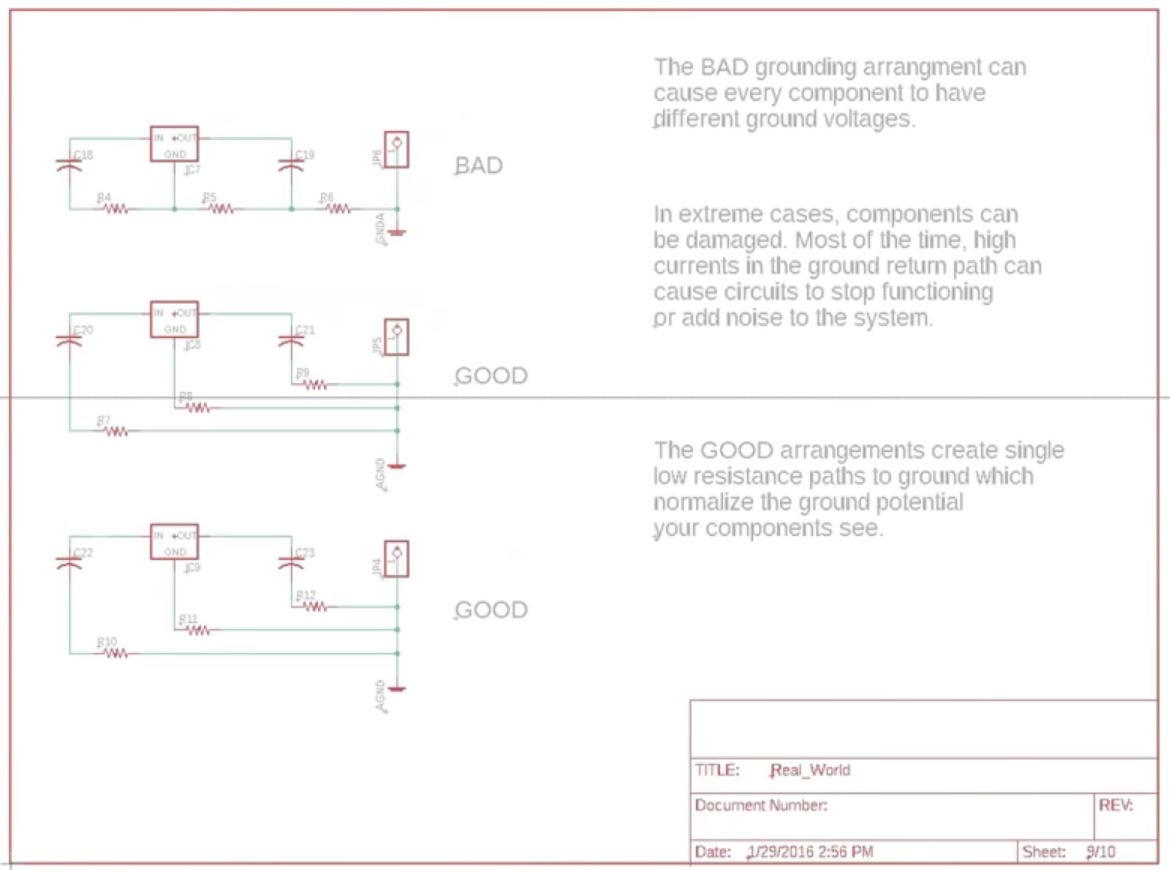 The BAD grounding arrangment can
cause every component to have
different ground voltages.
IN +OUT
GND
C18
IC7
C19
JP6
1
BAD
R4
R5
R6
GNDA
In extreme cases, components can
be damaged. Most of the time, high
currents in the ground return path can
cause circuits to stop functioning
or add noise to the system.
IN +OUT
GND
C20
IC8
C21
JP5
1
R9
GOOD
R8
R7
AGND
The GOOD arrangements create single
low resistance paths to ground which
normalize the ground potential
your components see.
IN +OUT
GND
C22
IC9
C23
JP4
1
R12
GOOD
R11
R10
AGND
TITLE: Real_World
Document Number:
REV:
Date: 1/29/2016 2:56 PM
Sheet: 9/10